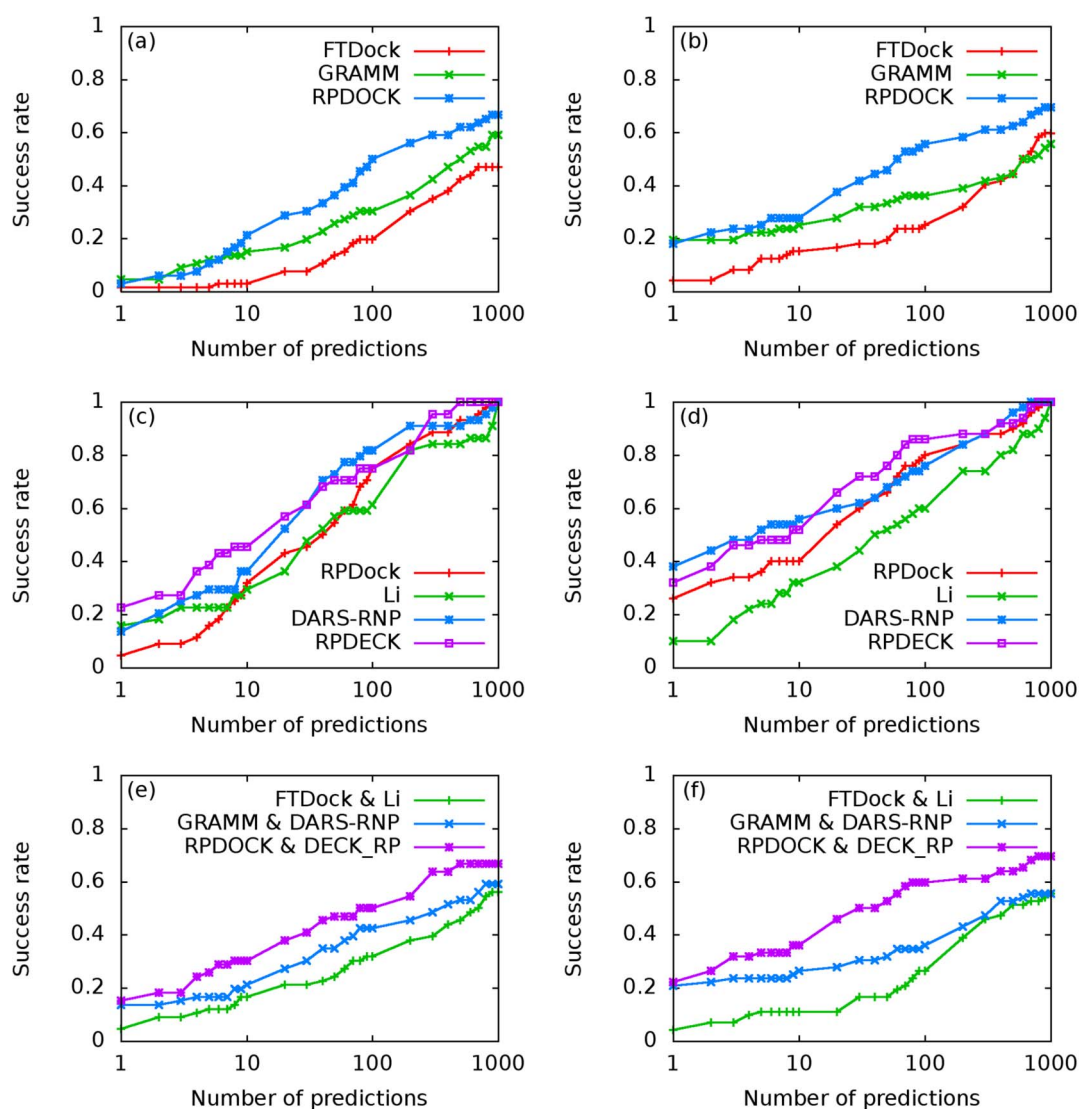 (a)
FTDock
GRAMM
RPDOCK
Success rate
1
0.8
0.6
0.4
0.2
0
1 10 100 1000
Number of predictions
(b)
FTDock
GRAMM
RPDOCK
Success rate
1
0.8
0.6
0.4
0.2
0
1 10 100 1000
Number of predictions
(c)
RPDock
Li
DARS-RNP
RPDECK
Success rate
1
0.8
0.6
0.4
0.2
0
1 10 100 1000
Number of predictions
(d)
RPDock
Li
DARS-RNP
RPDECK
Success rate
1
0.8
0.6
0.4
0.2
0
1 10 100 1000
Number of predictions
(e)
FTDock & Li
GRAMM & DARS-RNP
RPDOCK & DECK_RP
Success rate
1
0.8
0.6
0.4
0.2
0
1 10 100 1000
Number of predictions
(f)
FTDock & Li
GRAMM & DARS-RNP
RPDOCK & DECK_RP
Success rate
1
0.8
0.6
0.4
0.2
0
1 10 100 1000
Number of predictions